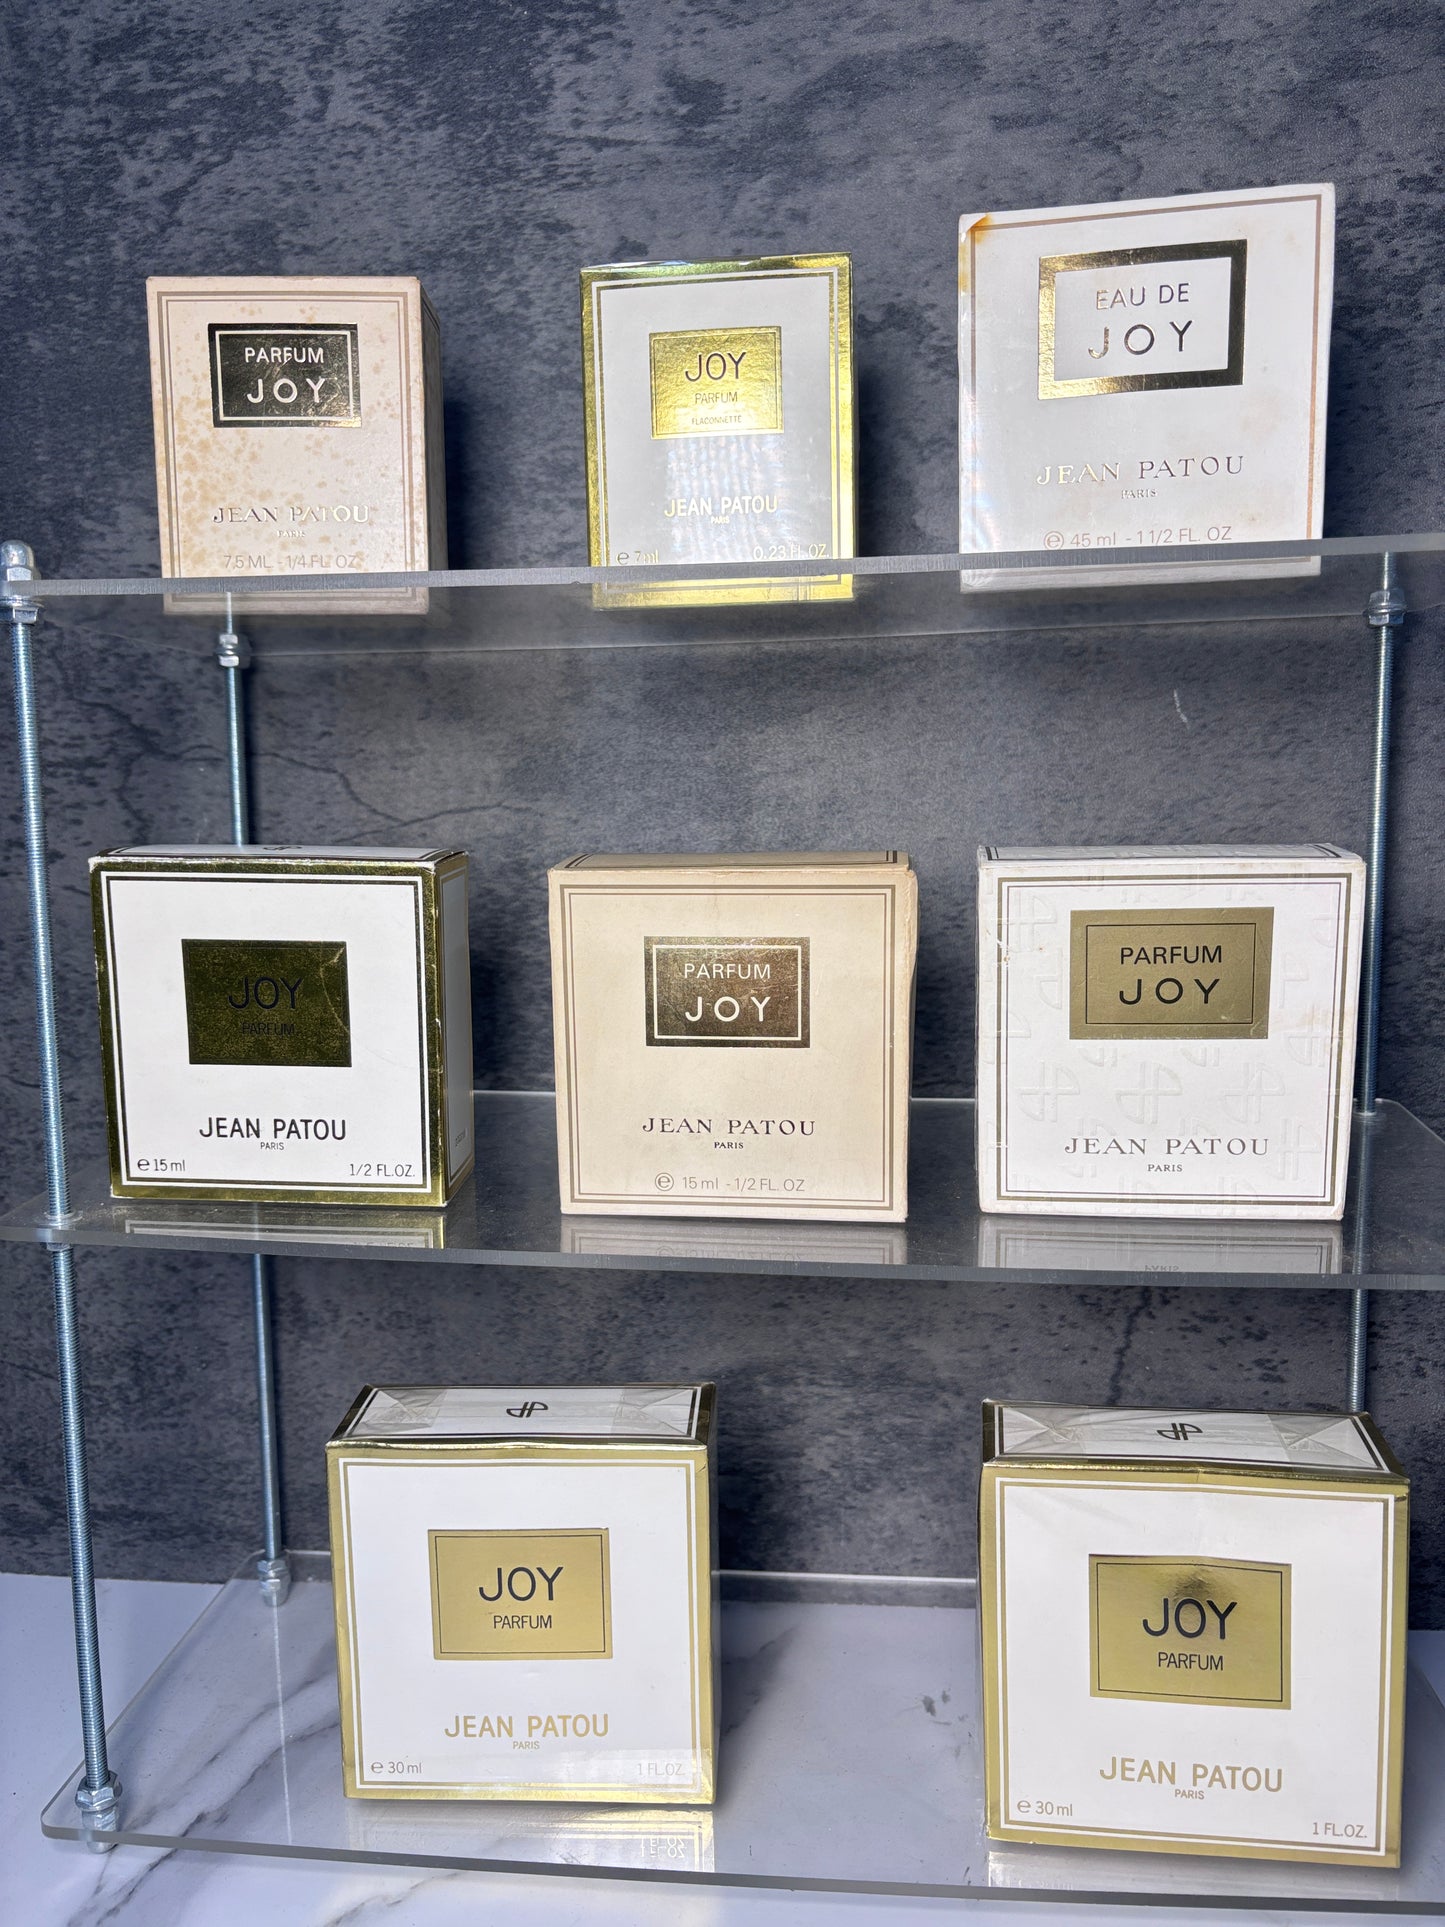 PARFUM
JOY
JEAN PATOU
PARIS
7,5 ML - 1/4 FL. OZ
JOY
PARFUM
FLACONNETTE
JEAN PATOU
PARIS
e 7ml
0.23 FL. OZ.
EAU DE
JOY
JEAN PATOU
PARIS
e 45 ml - 1 1/2 FL. OZ
JOY
PARFUM
JEAN PATOU
PARIS
e 15 ml
1/2 FL.OZ.
PARFUM
JOY
JEAN PATOU
PARIS
e 15 ml - 1/2 FL. OZ
PARFUM
JOY
JEAN PATOU
PARIS
JP
JOY
PARFUM
JEAN PATOU
PARIS
e 30 ml
1 FL.OZ.
JP
JOY
PARFUM
JEAN PATOU
PARIS
e 30 ml
1 FL.OZ.